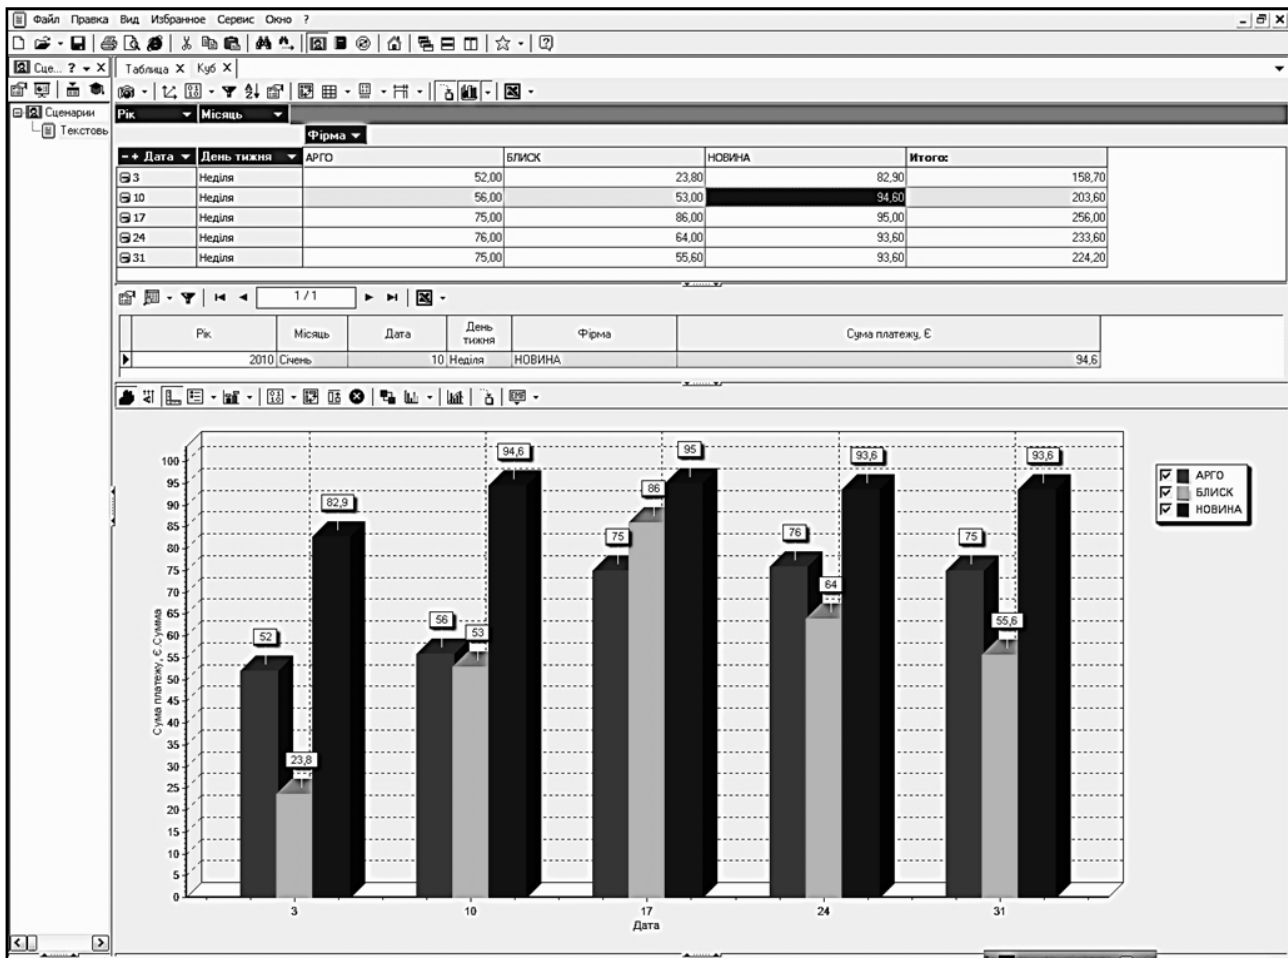 Файл Правка Вид Избранное Сервис Окно ?
Сце... ? X Таблица X Куб X
Сценарии
Рік Місяць
Текстовь
Фірма
- + Дата День тижня АРГО БЛИСК НОВИНА Итого:
3 Неділя 52,00 23,80 82,90 158,70
10 Неділя 56,00 53,00 94,60 203,60
17 Неділя 75,00 86,00 95,00 256,00
24 Неділя 76,00 64,00 93,60 233,60
31 Неділя 75,00 55,60 93,60 224,20
1 / 1
Рік Місяць Дата День тижня Фірма Сума платежу, Є
2010 Січень 10 Неділя НОВИНА 94,6
Сума платежу, Є.Сумма
100
95
90
85
80
75
70
65
60
55
50
45
40
35
30
25
20
15
10
5
0
52 23,8 82,9
56 53 94,6
75 86 95
76 64 93,6
75 55,6 93,6
3 10 17 24 31
Дата
АРГО
БЛИСК
НОВИНА